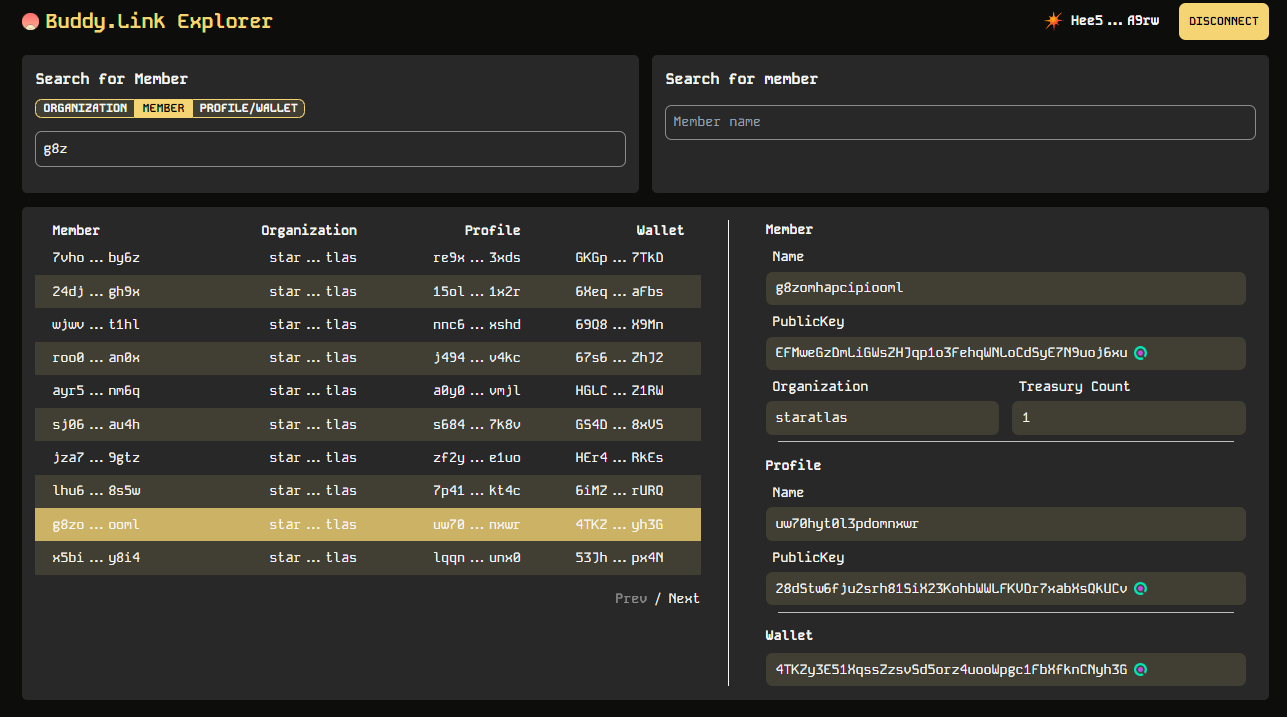 Buddy.Link Explorer
Hee5 ... A9rw
DISCONNECT
Search for Member
ORGANIZATION MEMBER PROFILE/WALLET
g8z
Search for member
Member name
Member Organization Profile Wallet
7vho ... by6z star ... tlas re9x ... 3xds GKGp ... 7TkD
24dj ... gh9x star ... tlas 15ol ... 1x2r 6Xeq ... aFbs
wjwv ... t1hl star ... tlas nnc6 ... xshd 69Q8 ... X9Mn
roo0 ... an0x star ... tlas j494 ... v4kc 67s6 ... ZhJ2
ayr5 ... nm6q star ... tlas a0y0 ... vmjl HGLC ... Z1RW
sj06 ... au4h star ... tlas s684 ... 7k8v GS4D ... 8xVS
jza7 ... 9gtz star ... tlas zf2y ... e1uo HEr4 ... RkEs
lhu6 ... 8s5w star ... tlas 7p41 ... kt4c 6iMZ ... rURQ
g8zo ... ooml star ... tlas uw70 ... nxwr 4TKZ ... yh3G
x5bi ... y8i4 star ... tlas lqqn ... unx0 53Jh ... px4N
Prev / Next
Member
Name
g8zomhapcipiooml
PublicKey
EFMweGzDmLiGWsZHJqp1o3FehqWNLoCdSyE7N9uoj6xu
Organization Treasury Count
staratlas 1
Profile
Name
uw70hyt0l3pdomnxwr
PublicKey
28dStw6fju2srh81SiX23KohbWWLFKVDr7xabXsQkUCv
Wallet
4TKZy3E51XqssZzsvSd5orz4uooWpgc1FbXfknCNyh3G